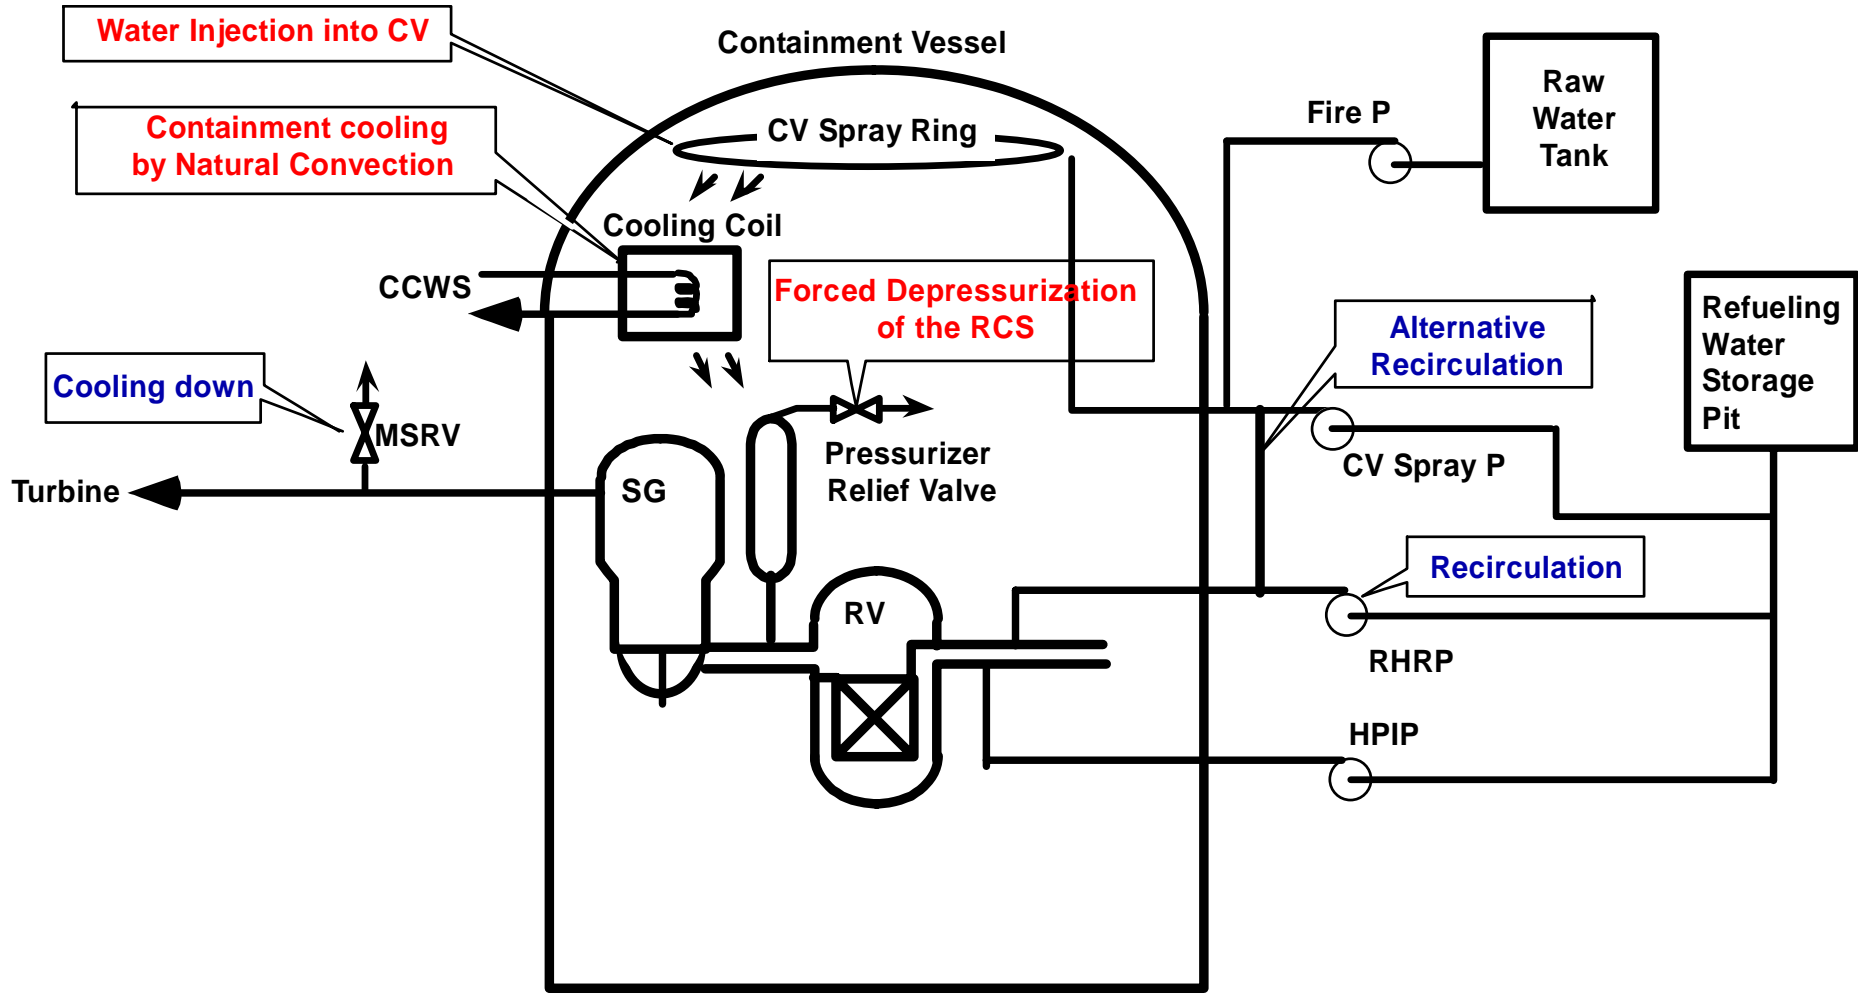 Water Injection into CV
Containment Vessel
Containment cooling
by Natural Convection
CV Spray Ring
Fire P
Raw
Water
Tank
Cooling Coil
CCWS
Forced Depressurization
of the RCS
Alternative
Recirculation
Refueling
Water
Storage
Pit
Cooling down
MSRV
Pressurizer
Relief Valve
CV Spray P
Turbine
SG
Recirculation
RV
RHRP
HPIP